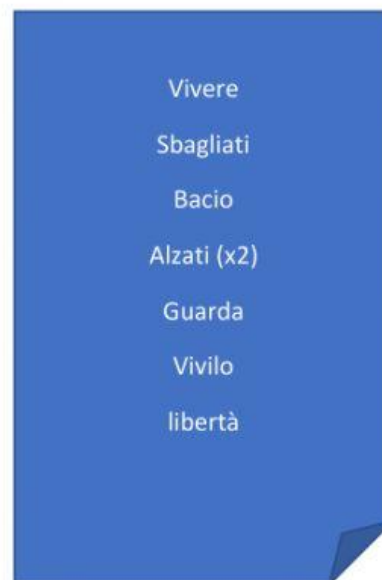 Vivere
Sbagliati
Bacio
Alzati (x2)
Guarda
Vivilo
libertà